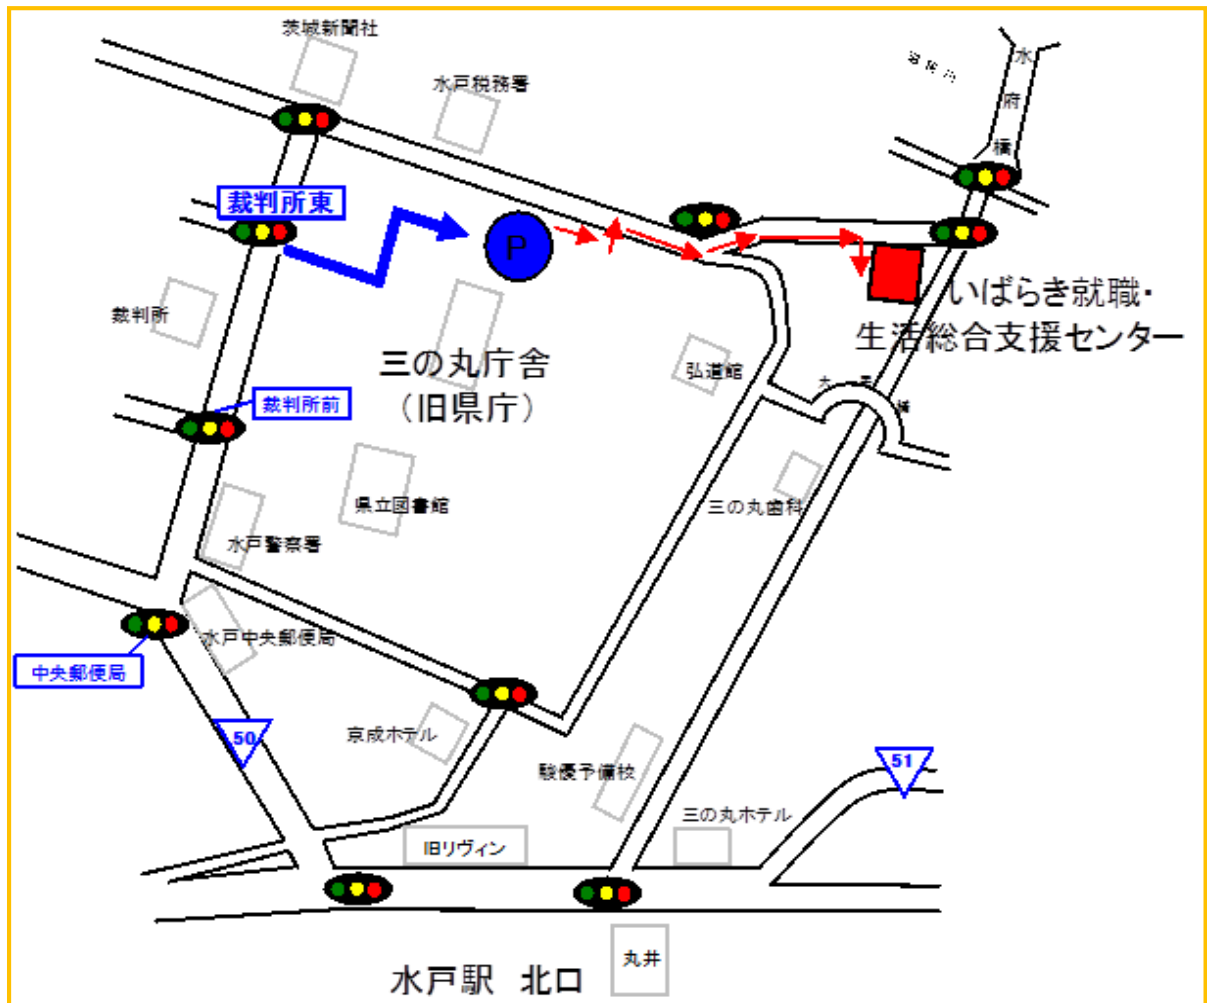 茨城新聞社
水戸税務署
水
府
橋
裁判所東
P
いばらき就職・
生活総合支援センター
裁判所
三の丸庁舎
（旧県庁）
弘道館
大
橋
裁判所前
県立図書館
三の丸歯科
水戸警察署
水戸中央郵便局
中央郵便局
50
京成ホテル
駿優予備校
51
三の丸ホテル
旧リヴィン
丸井
水戸駅 北口